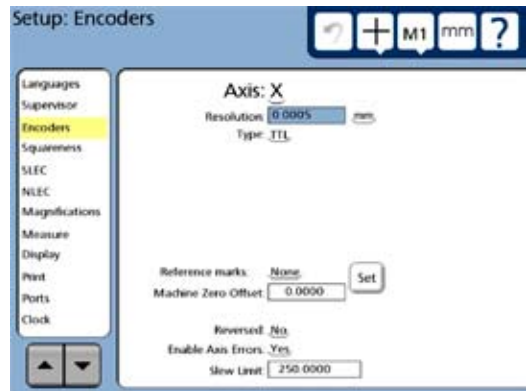 Setup: Encoders
M1 mm ?
Languages
Supervisor
Encoders
Squareness
SLEC
NLEC
Magnifications
Measure
Display
Print
Ports
Clock
Axis: X
Resolution: 0.0005 mm
Type: TTL
Reference marks: None
Set
Machine Zero Offset: 0.0000
Reversed: No
Enable Axis Errors: Yes
Slew Limit: 250.0000